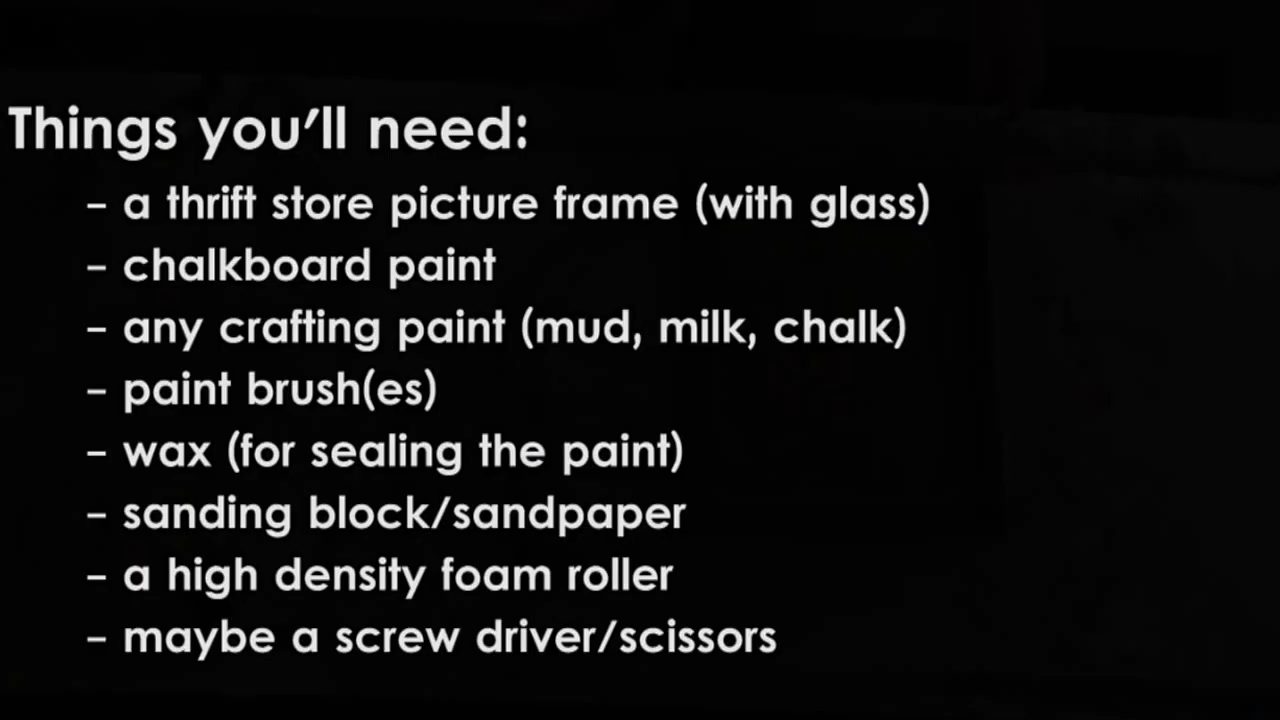 Things you'll need:
– a thrift store picture frame (with glass)
– chalkboard paint
– any crafting paint (mud, milk, chalk)
– paint brush(es)
– wax (for sealing the paint)
– sanding block/sandpaper
– a high density foam roller
– maybe a screw driver/scissors